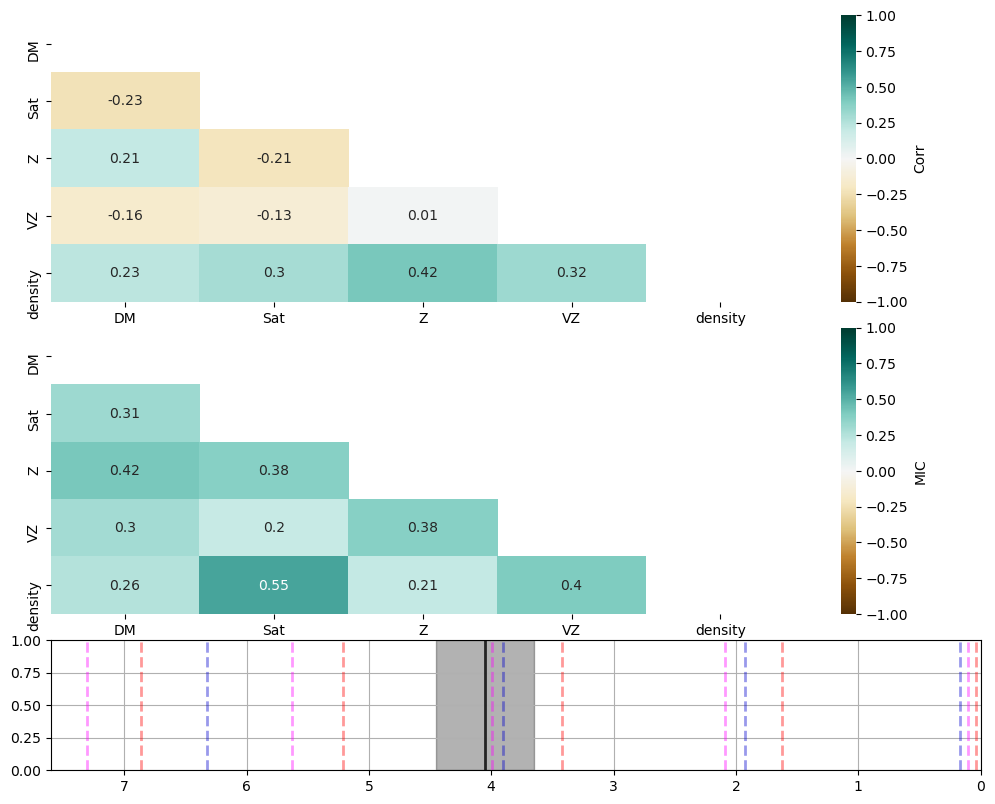 1.00
DM
0.75
Sat
-0.23
0.50
0.25
Z
0.21
-0.21
0.00
Corr
−0.25
VZ
-0.16
-0.13
0.01
−0.50
density
0.23
0.3
0.42
0.32
−0.75
−1.00
DM
Sat
Z
VZ
density
1.00
DM
0.75
Sat
0.31
0.50
0.25
Z
0.42
0.38
0.00
MIC
−0.25
VZ
0.3
0.2
0.38
−0.50
density
0.26
0.55
0.21
0.4
−0.75
−1.00
DM
Sat
Z
VZ
density
1.00
0.75
0.50
0.25
0.00
7
6
5
4
3
2
1
0